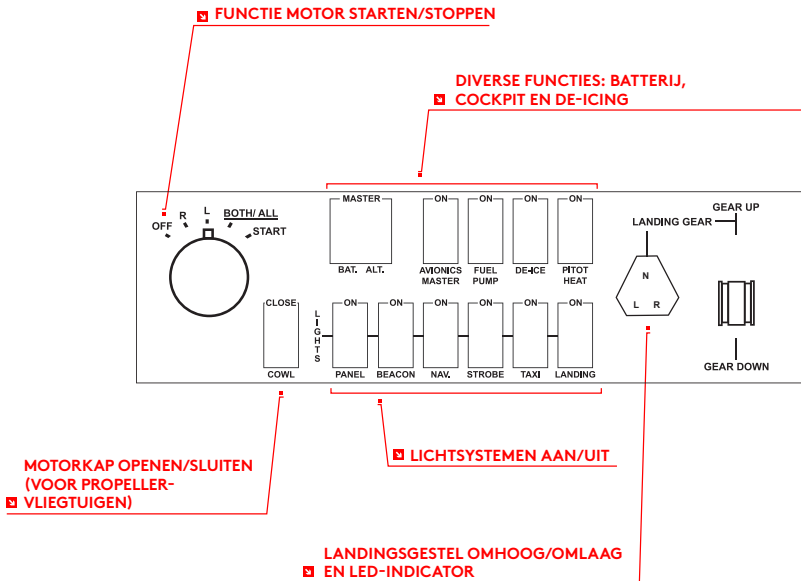 FUNCTIE MOTOR STARTEN/STOPPEN
DIVERSE FUNCTIES: BATTERIJ,
COCKPIT EN DE-ICING
OFF R L BOTH/ ALL START
MASTER ON ON ON ON
BAT. ALT. AVIONICS MASTER FUEL PUMP DE-ICE PITOT HEAT
LANDING GEAR
GEAR UP
N
L R
GEAR DOWN
CLOSE
COWL
LIGHTS
ON ON ON ON ON ON
PANEL BEACON NAV. STROBE TAXI LANDING
LICHTSYSTEMEN AAN/UIT
MOTORKAP OPENEN/SLUITEN
(VOOR PROPELLER-
VLIEGTUIGEN)
LANDINGSGESTEL OMHOOG/OMLAAG
EN LED-INDICATOR